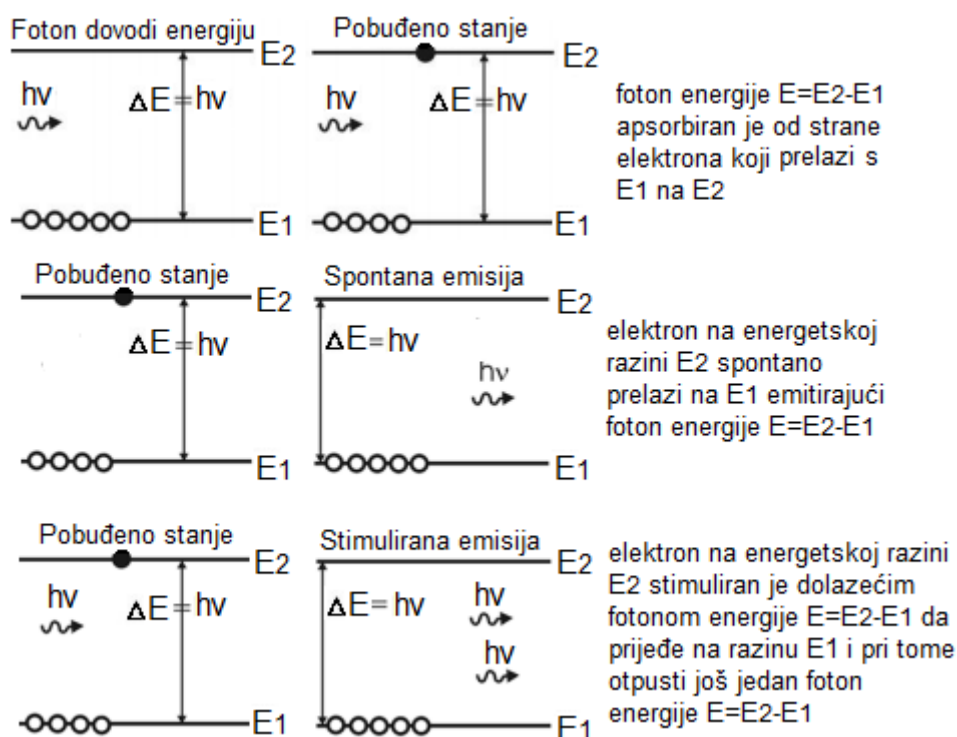 Foton dovodi energiju
E2
hv
ΔE=hv
E1
Pobuđeno stanje
E2
hv
ΔE=hv
E1
foton energije E=E2-E1
apsorbiran je od strane
elektrona koji prelazi s
E1 na E2
Pobuđeno stanje
E2
ΔE=hv
E1
Spontana emisija
E2
ΔE=hv
hν
E1
elektron na energetskoj
razini E2 spontano
prelazi na E1 emitirajući
foton energije E=E2-E1
Pobuđeno stanje
E2
hv
ΔE=hv
E1
Stimulirana emisija
E2
ΔE=hv
hv
hv
E1
elektron na energetskoj razini
E2 stimuliran je dolazećim
fotonom energije E=E2-E1 da
prijeđe na razinu E1 i pri tome
otpusti još jedan foton
energije E=E2-E1